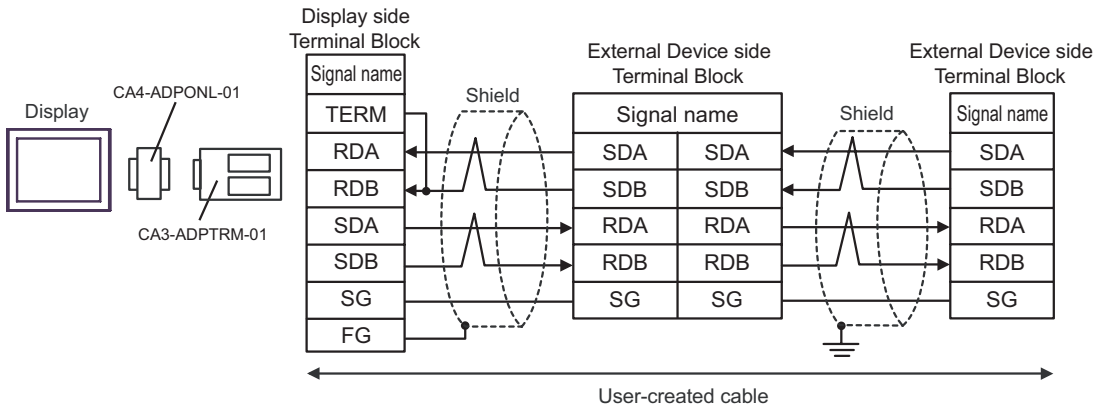 Display side
Terminal Block
External Device side
Terminal Block
External Device side
Terminal Block
Display
CA4-ADPONL-01
CA3-ADPTRM-01
Signal name
TERM
RDA
RDB
SDA
SDB
SG
FG
Shield
Signal name
SDA SDA
SDB SDB
RDA RDA
RDB RDB
SG SG
Shield
Signal name
SDA
SDB
RDA
RDB
SG
User-created cable